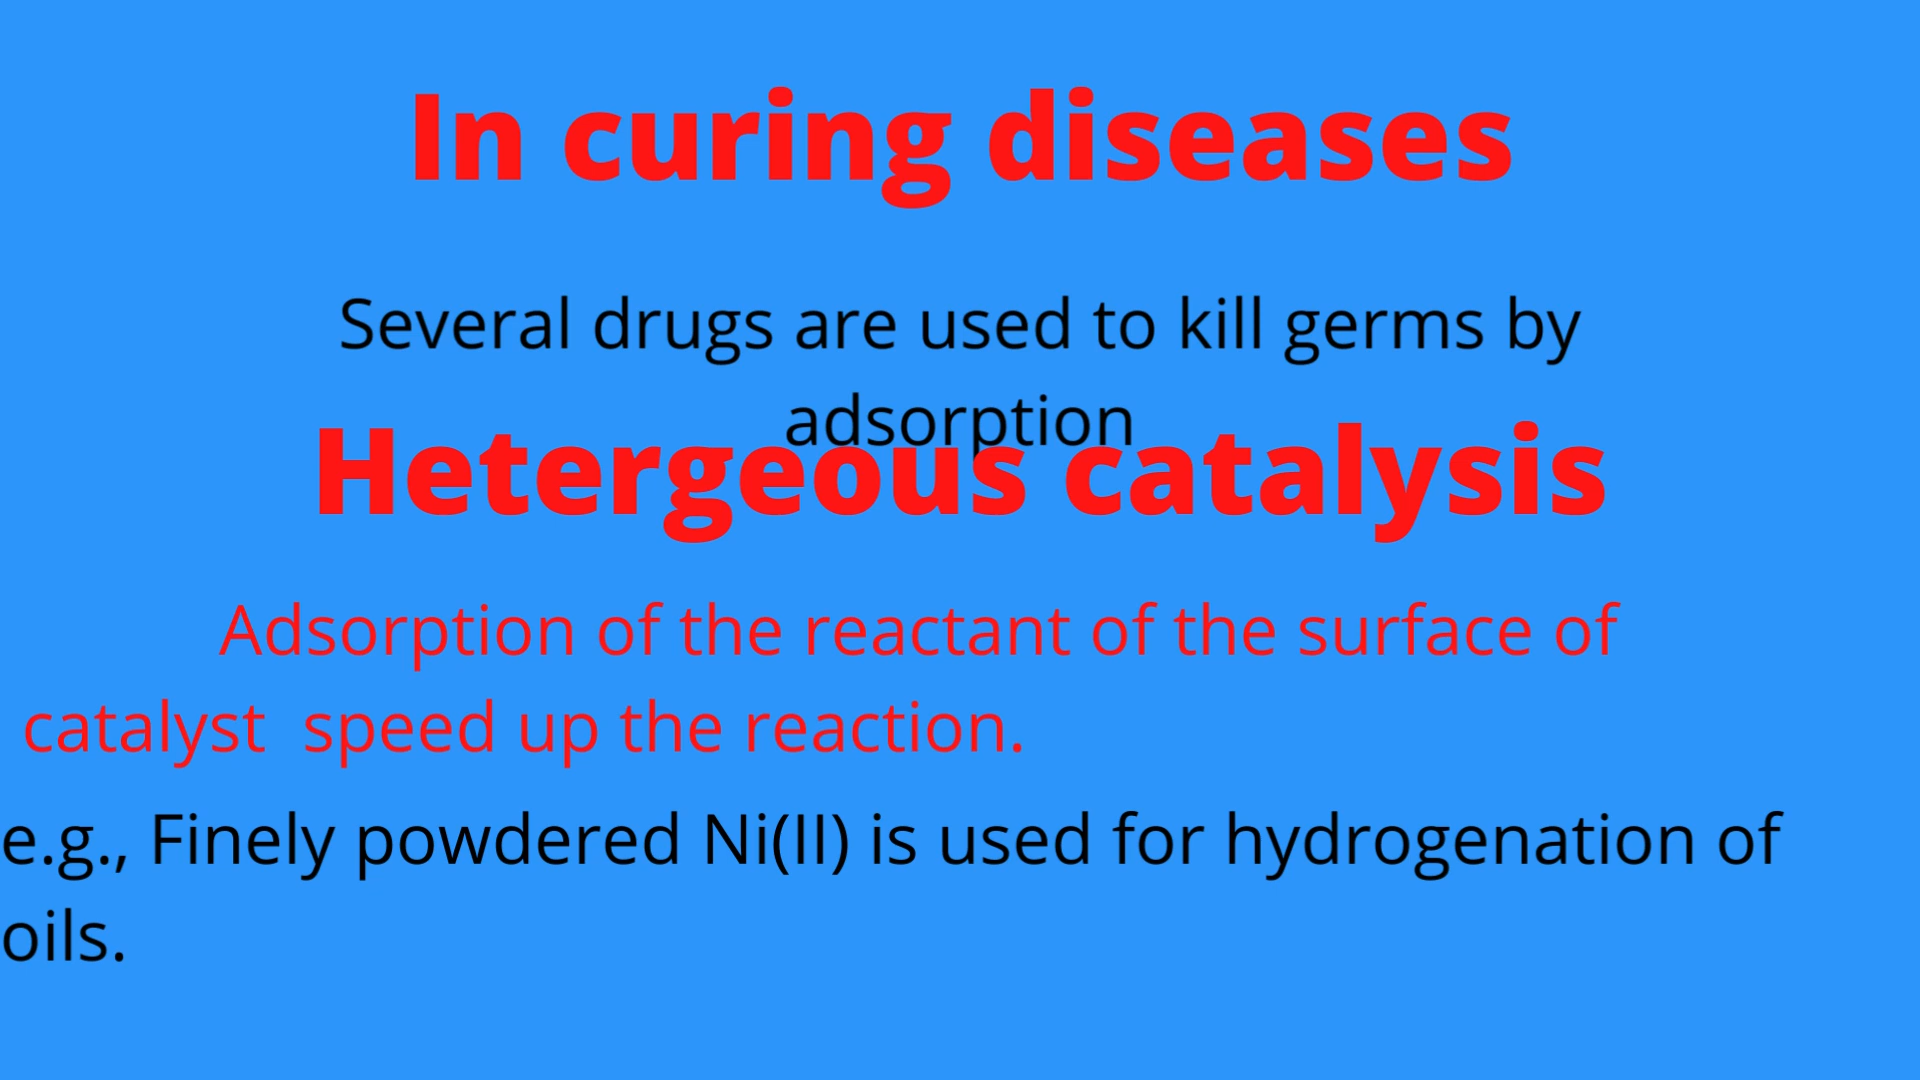 In curing diseases
Several drugs are used to kill germs by
adsorption
Hetergeous catalysis
Adsorption of the reactant of the surface of
catalyst  speed up the reaction.
e.g., Finely powdered Ni(II) is used for hydrogenation of
oils.